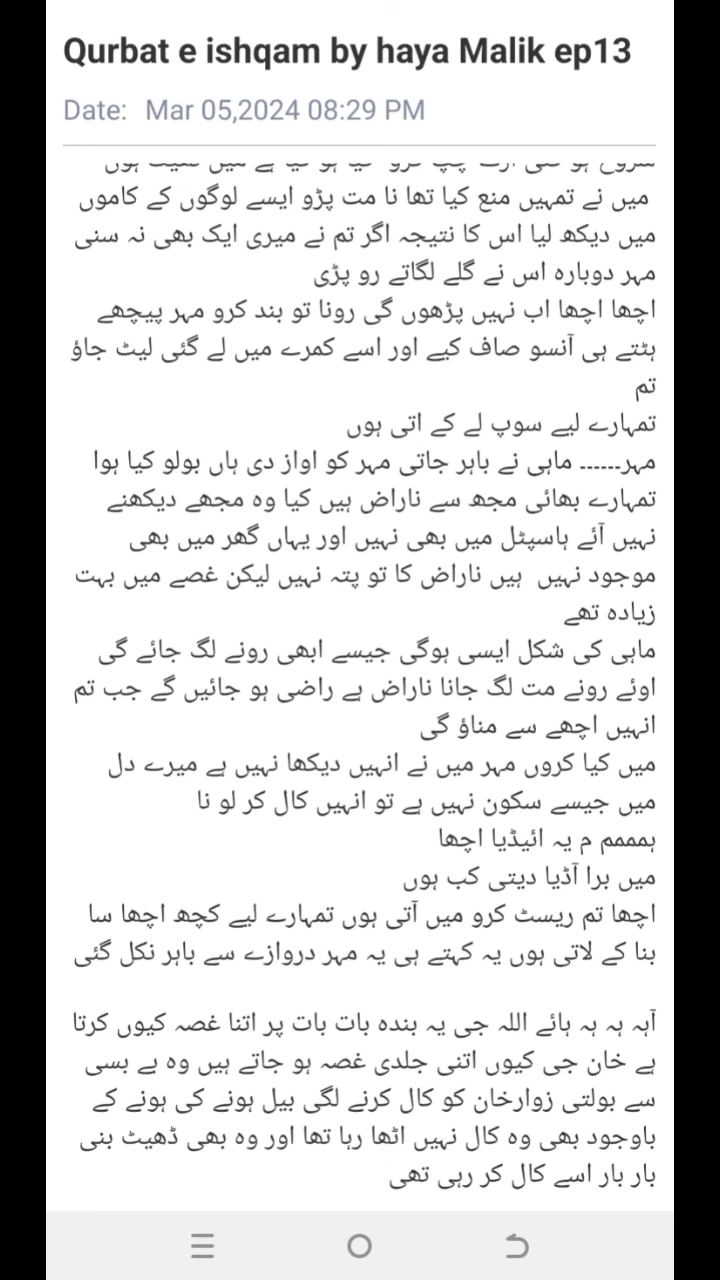 Qurbat e ishqam by haya Malik ep13
Date: Mar 05,2024 08:29 PM
میں نے تمہیں منع کیا تھا نا مت پڑو ایسے لوگوں کے کاموں
میں دیکھ لیا اس کا نتیجہ اگر تم نے میری ایک بھی نہ سنی
مہر دوبارہ اس نے گلے لگاتے رو پڑی
اچھا اچھا اب نہیں پڑھوں گی رونا تو بند کرو مہر پیچھے
ہٹتے ہی آنسو صاف کیے اور اسے کمرے میں لے گئی لیٹ جاؤ
تم
تمہارے لیے سوپ لے کے اتی ہوں
مہر------ ماہی نے باہر جاتی مہر کو اواز دی ہاں بولو کیا ہوا
تمہارے بھائی مجھ سے ناراض ہیں کیا وہ مجھے دیکھنے
نہیں آئے ہاسپٹل میں بھی نہیں اور یہاں گھر میں بھی
موجود نہیں ہیں ناراض کا تو پتہ نہیں لیکن غصے میں بہت
زیادہ تھے
ماہی کی شکل ایسی ہوگی جیسے ابھی رونے لگ جائے گی
اوئے رونے مت لگ جانا ناراض ہے راضی ہو جائیں گے جب تم
انہیں اچھے سے مناؤ گی
میں کیا کروں مہر میں نے انہیں دیکھا نہیں ہے میرے دل
میں جیسے سکون نہیں ہے تو انہیں کال کر لو نا
ہمممم م یہ ائیڈیا اچھا
میں برا آڈیا دیتی کب ہوں
اچھا تم ریسٹ کرو میں آتی ہوں تمہارے لیے کچھ اچھا سا
بنا کے لاتی ہوں یہ کہتے ہی یہ مہر دروازے سے باہر نکل گئی
آہہ ہہ ہہ ہائے اللہ جی یہ بندہ بات بات پر اتنا غصہ کیوں کرتا
ہے خان جی کیوں اتنی جلدی غصہ ہو جاتے ہیں وہ بے بسی
سے بولتی زوارخان کو کال کرنے لگی بیل ہونے کی ہونے کے
باوجود بھی وہ کال نہیں اٹھا رہا تھا اور وہ بھی ڈھیٹ بنی
بار بار اسے کال کر رہی تھی